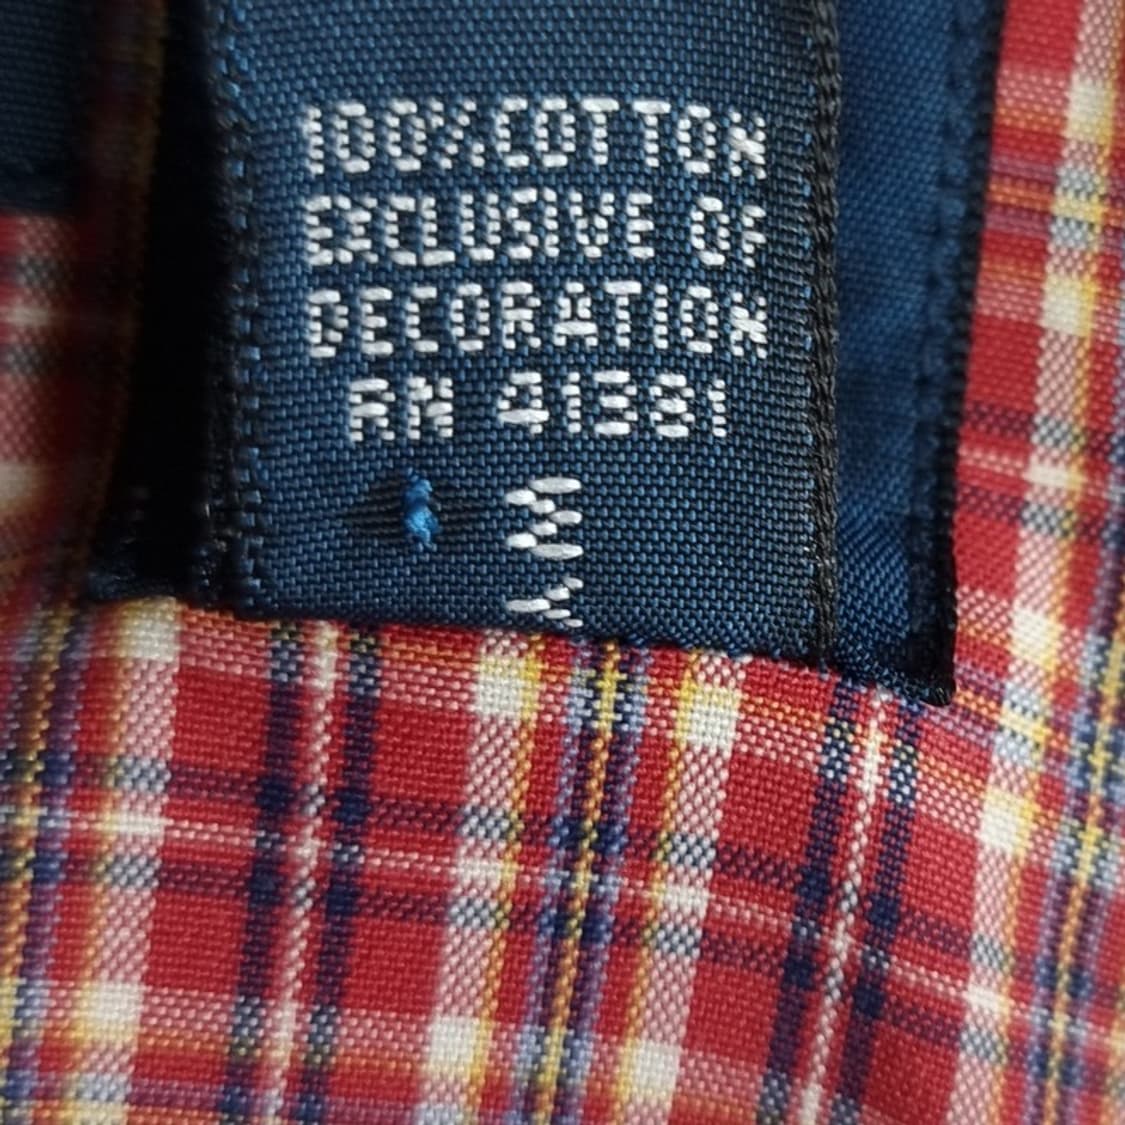 100% COTTON
EXCLUSIVE OF
DECORATION
RN 41381